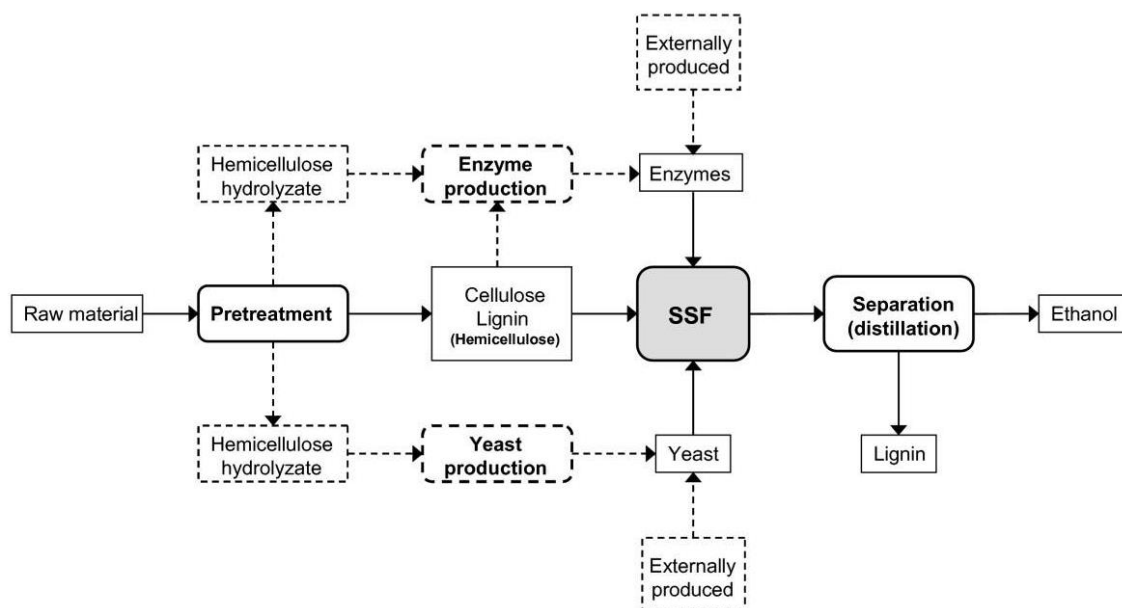 Externally
produced
Hemicellulose
hydrolyzate
Enzyme
production
Enzymes
Raw material
Pretreatment
Cellulose
Lignin
(Hemicellulose)
SSF
Separation
(distillation)
Ethanol
Hemicellulose
hydrolyzate
Yeast
production
Yeast
Lignin
Externally
produced